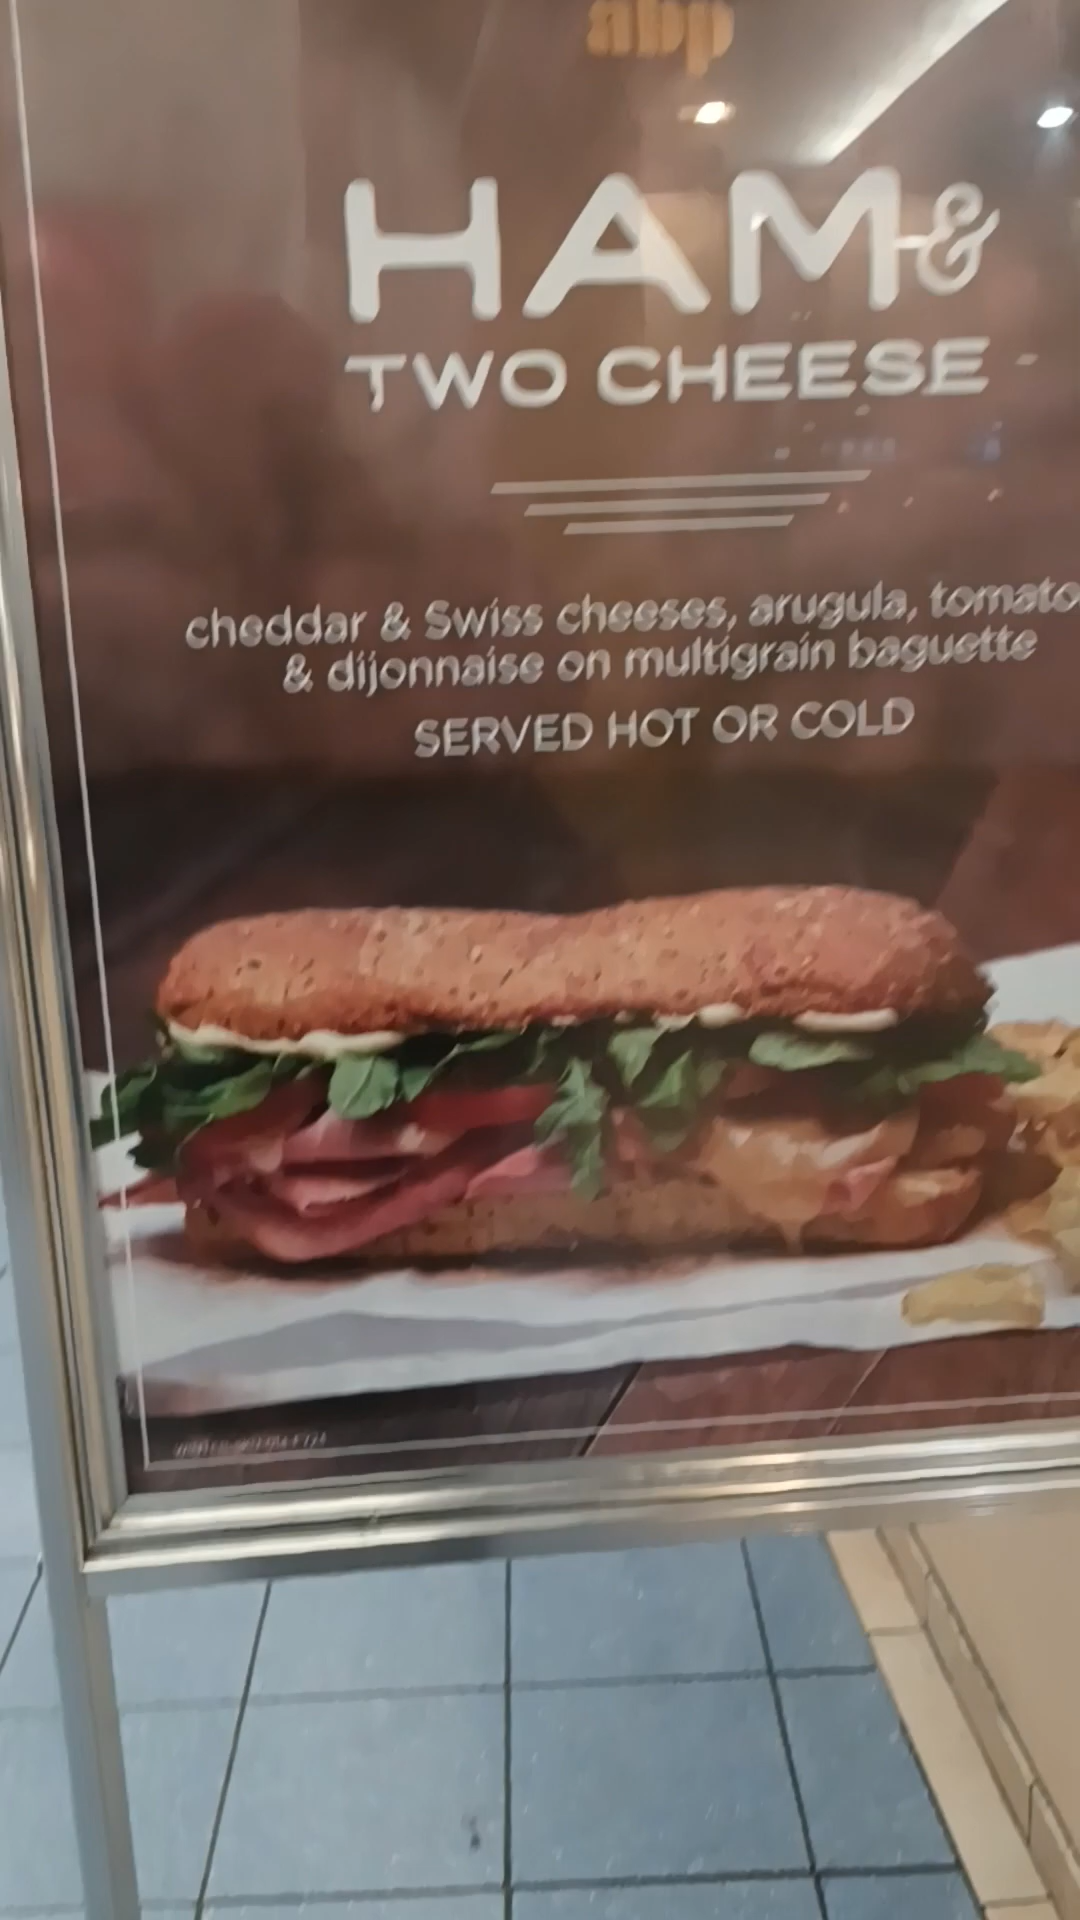 abp
HAM &
TWO CHEESE
cheddar & Swiss cheeses, arugula, tomato
& dijonnaise on multigrain baguette
SERVED HOT OR COLD